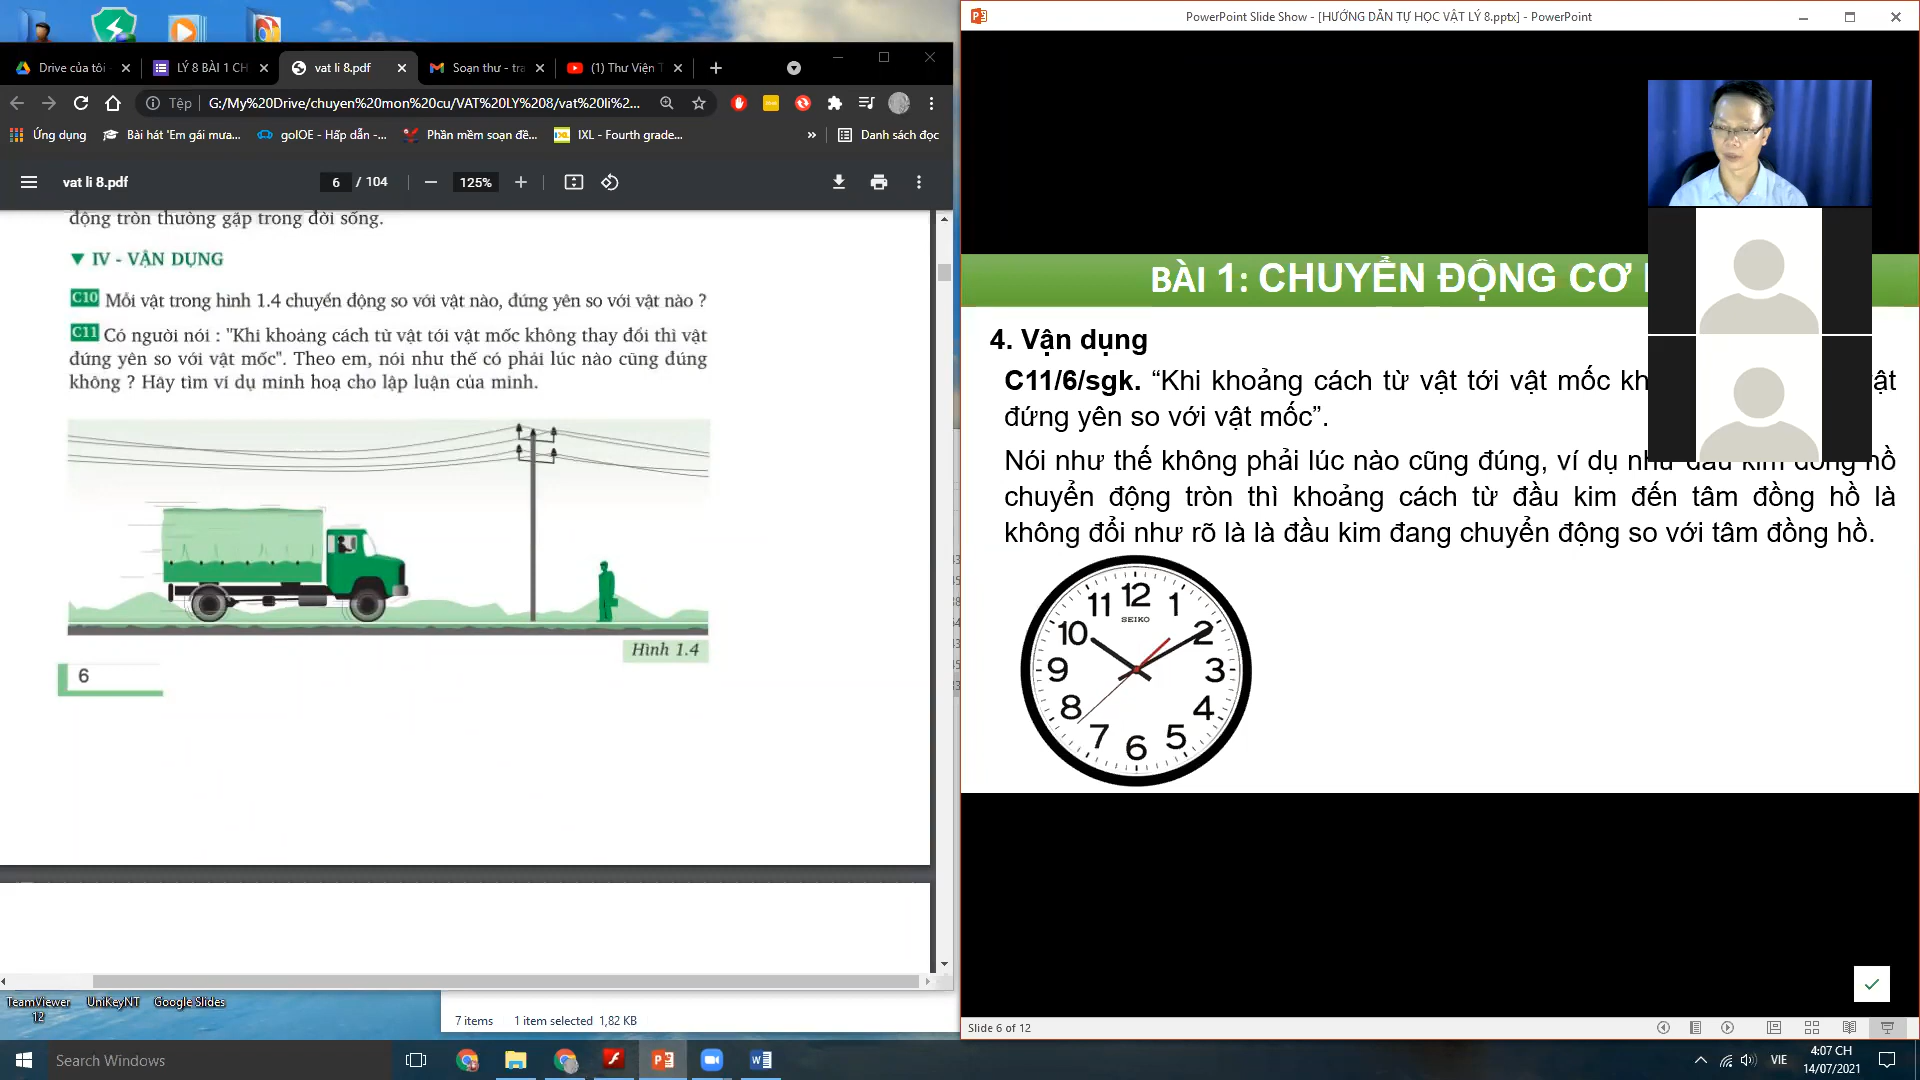 Drive của tôi
LÝ 8 BÀI 1 CH
vat li 8.pdf
Soạn thư - tra
(1) Thư Viện T
Tệp
G:/My%20Drive/chuyen%20mon%20cu/VAT%20LY%208/vat%20li%2...
Ứng dụng
Bài hát 'Em gái mưa...
goIOE - Hấp dẫn -...
Phần mềm soạn đề...
IXL - Fourth grade...
»
Danh sách đọc
vat li 8.pdf
6 / 104
125%
động tròn thường gặp trong đời sống.
IV - VẬN DỤNG
C10 Mỗi vật trong hình 1.4 chuyển động so với vật nào, đứng yên so với vật nào ?
C11 Có người nói : "Khi khoảng cách từ vật tới vật mốc không thay đổi thì vật
đứng yên so với vật mốc". Theo em, nói như thế có phải lúc nào cũng đúng
không ? Hãy tìm ví dụ minh hoạ cho lập luận của mình.
Hình 1.4
6
TeamViewer
12
UniKeyNT
Google Slides
7 items
1 item selected 1,82 KB
PowerPoint Slide Show - [HƯỚNG DẪN TỰ HỌC VẬT LÝ 8.pptx] - PowerPoint
BÀI 1: CHUYỂN ĐỘNG CƠ
4. Vận dụng
C11/6/sgk. “Khi khoảng cách từ vật tới vật mốc kh
đứng yên so với vật mốc”.
Nói như thế không phải lúc nào cũng đúng, ví dụ như đầu kim đồng hồ
chuyển động tròn thì khoảng cách từ đầu kim đến tâm đồng hồ là
không đổi như rõ là là đầu kim đang chuyển động so với tâm đồng hồ.
12
11
1
SEIKO
10
2
9
3
8
4
7
5
6
Slide 6 of 12
Search Windows
VIE
4:07 CH
14/07/2021